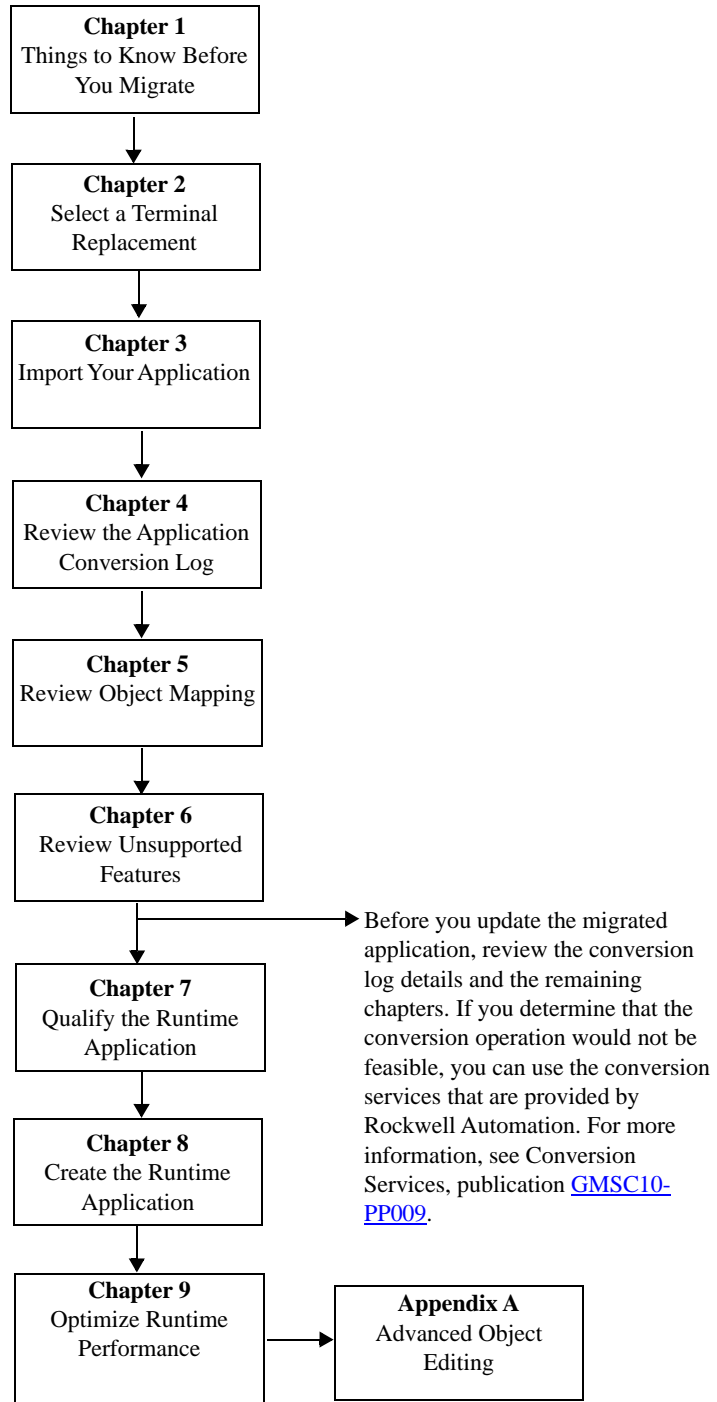 Chapter 1
Things to Know Before
You Migrate
Chapter 2
Select a Terminal
Replacement
Chapter 3
Import Your Application
Chapter 4
Review the Application
Conversion Log
Chapter 5
Review Object Mapping
Chapter 6
Review Unsupported
Features
Before you update the migrated
application, review the conversion
log details and the remaining
chapters. If you determine that the
conversion operation would not be
feasible, you can use the conversion
services that are provided by
Rockwell Automation. For more
information, see Conversion
Services, publication GMSC10-
PP009.
Chapter 7
Qualify the Runtime
Application
Chapter 8
Create the Runtime
Application
Chapter 9
Optimize Runtime
Performance
Appendix A
Advanced Object
Editing